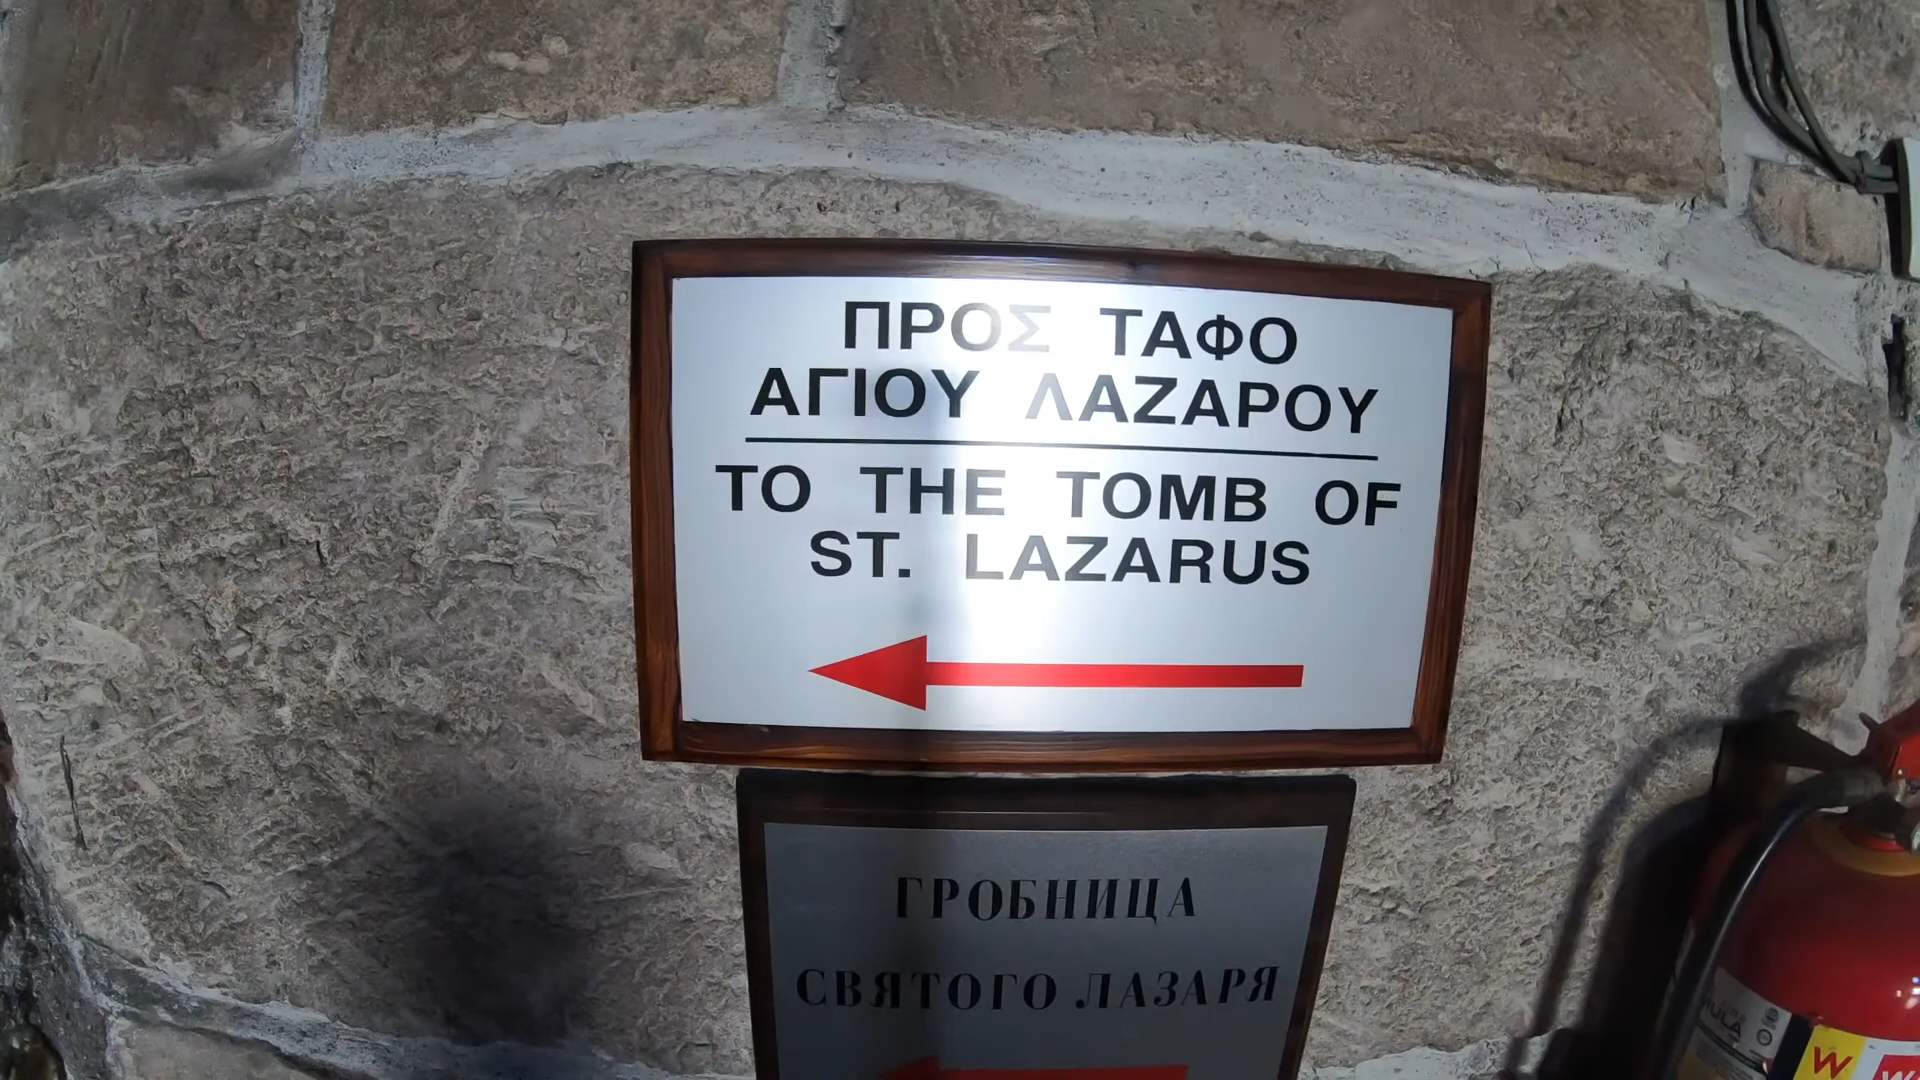 ΠΡΟΣ ΤΑΦΟ
ΑΓΙΟΥ ΛΑΖΑΡΟΥ
TO THE TOMB OF
ST. LAZARUS
ГРОБНИЦА
СВЯТОГО ЛАЗАРЯ
W